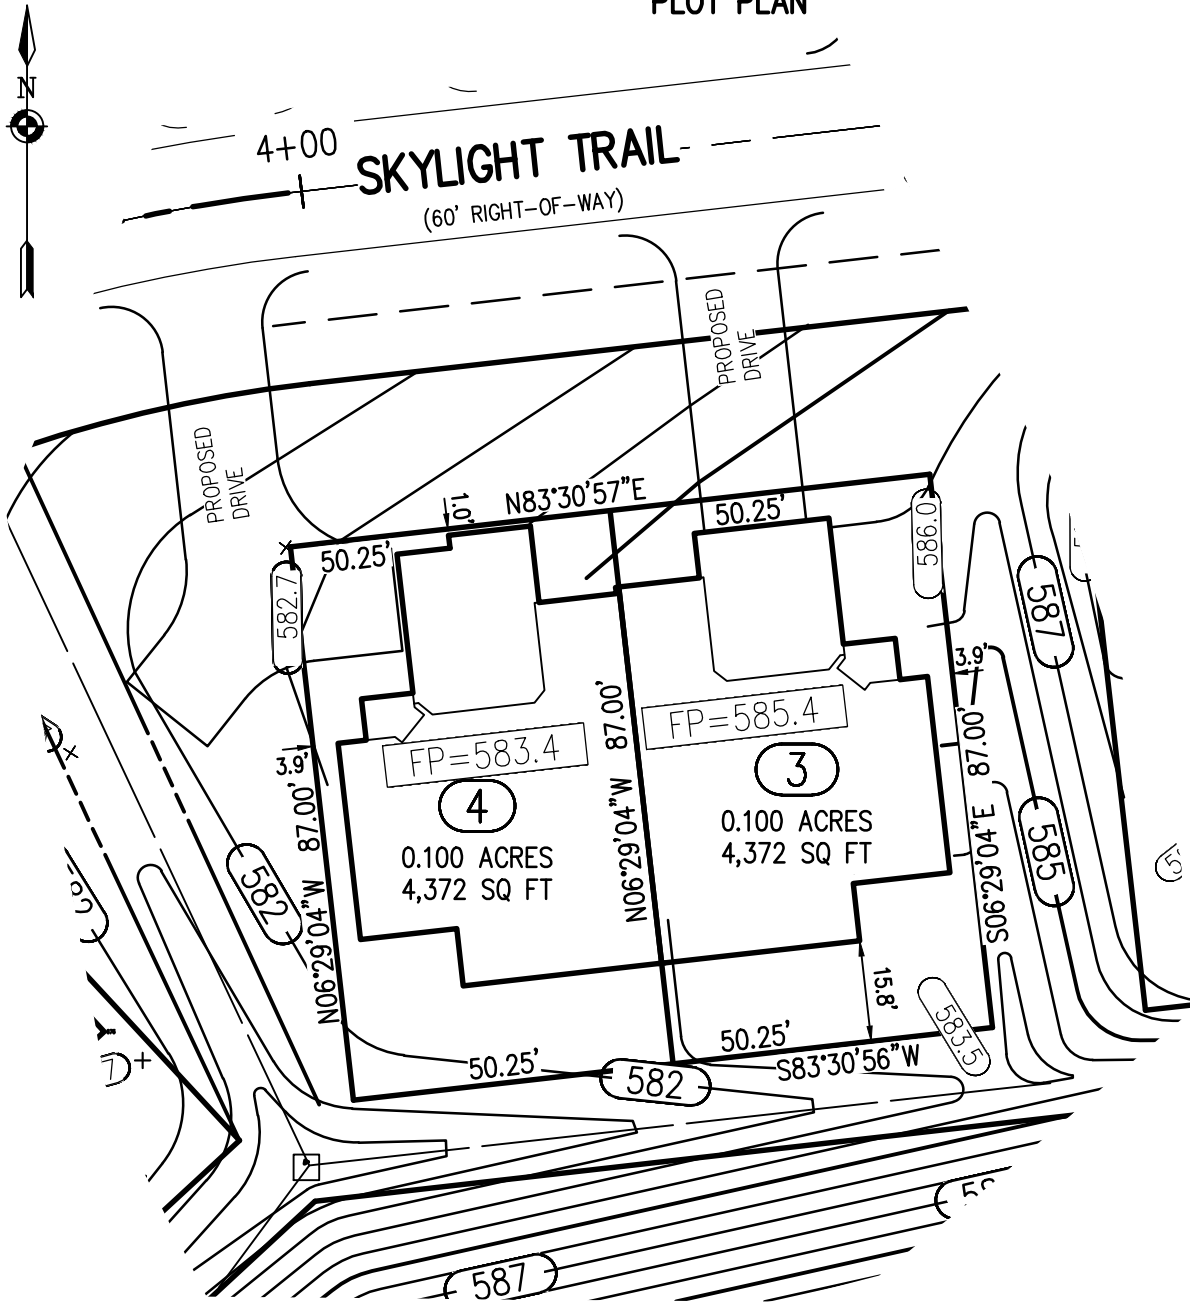 PLOT PLAN
N
4+00
SKYLIGHT TRAIL
(60' RIGHT-OF-WAY)
PROPOSED
DRIVE
PROPOSED
DRIVE
1.0'
N83°30'57"E
50.25'
50.25'
582.7
586.0
587
3.9'
87.00'
FP=585.4
FP=583.4
3
4
3.9'
87.00'
87.00'
0.100 ACRES
4,372 SQ FT
0.100 ACRES
4,372 SQ FT
N06°29'04"W
N06°29'04"W
S06°29'04"E
585
582
15.8'
583.5
50.25'
50.25'
S83°30'56"W
582
587